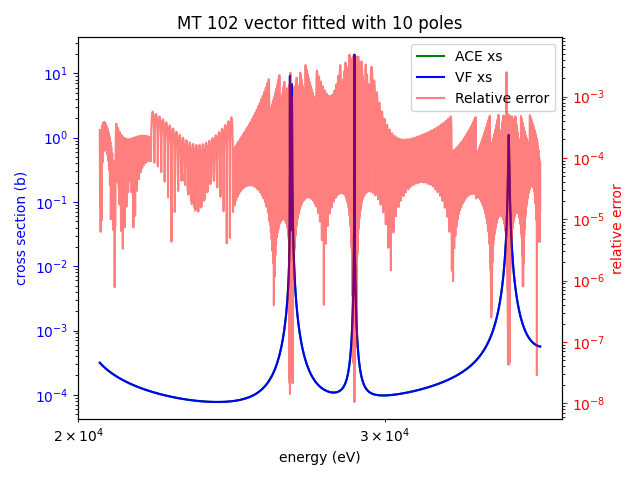 MT 102 vector fitted with 10 poles
ACE xs
VF xs
Relative error
cross section (b)
10^1
10^0
10^-1
10^-2
10^-3
10^-4
relative error
10^-3
10^-4
10^-5
10^-6
10^-7
10^-8
2 × 10^4
3 × 10^4
energy (eV)